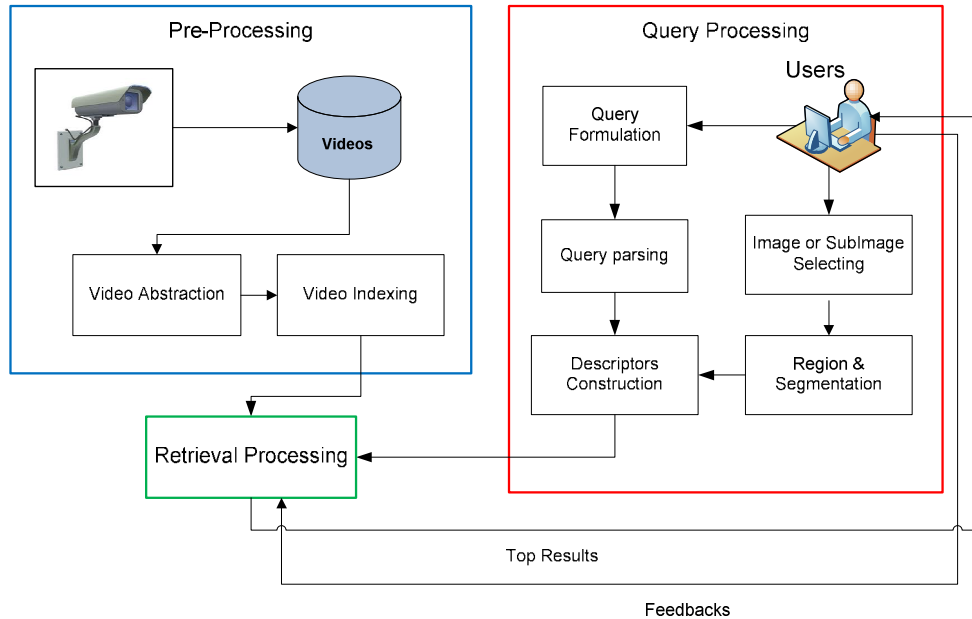 Pre-Processing
Videos
Video Abstraction
Video Indexing
Query Processing
Users
Query
Formulation
Query parsing
Image or SubImage
Selecting
Descriptors
Construction
Region &
Segmentation
Retrieval Processing
Top Results
Feedbacks